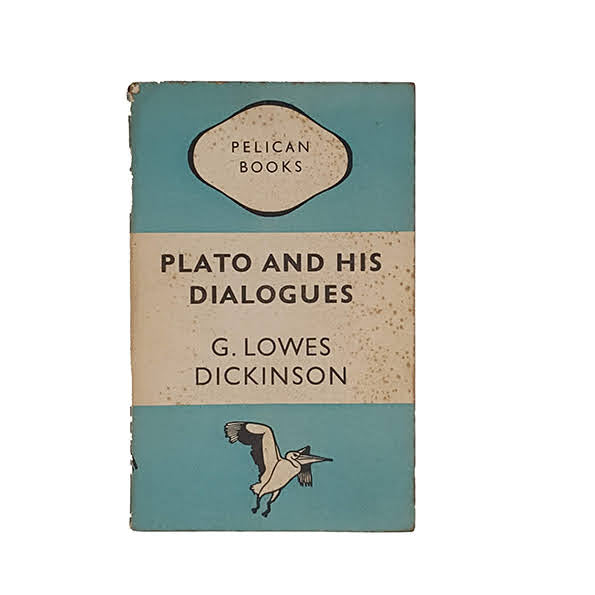 PELICAN
BOOKS
PLATO AND HIS
DIALOGUES
G. LOWES
DICKINSON